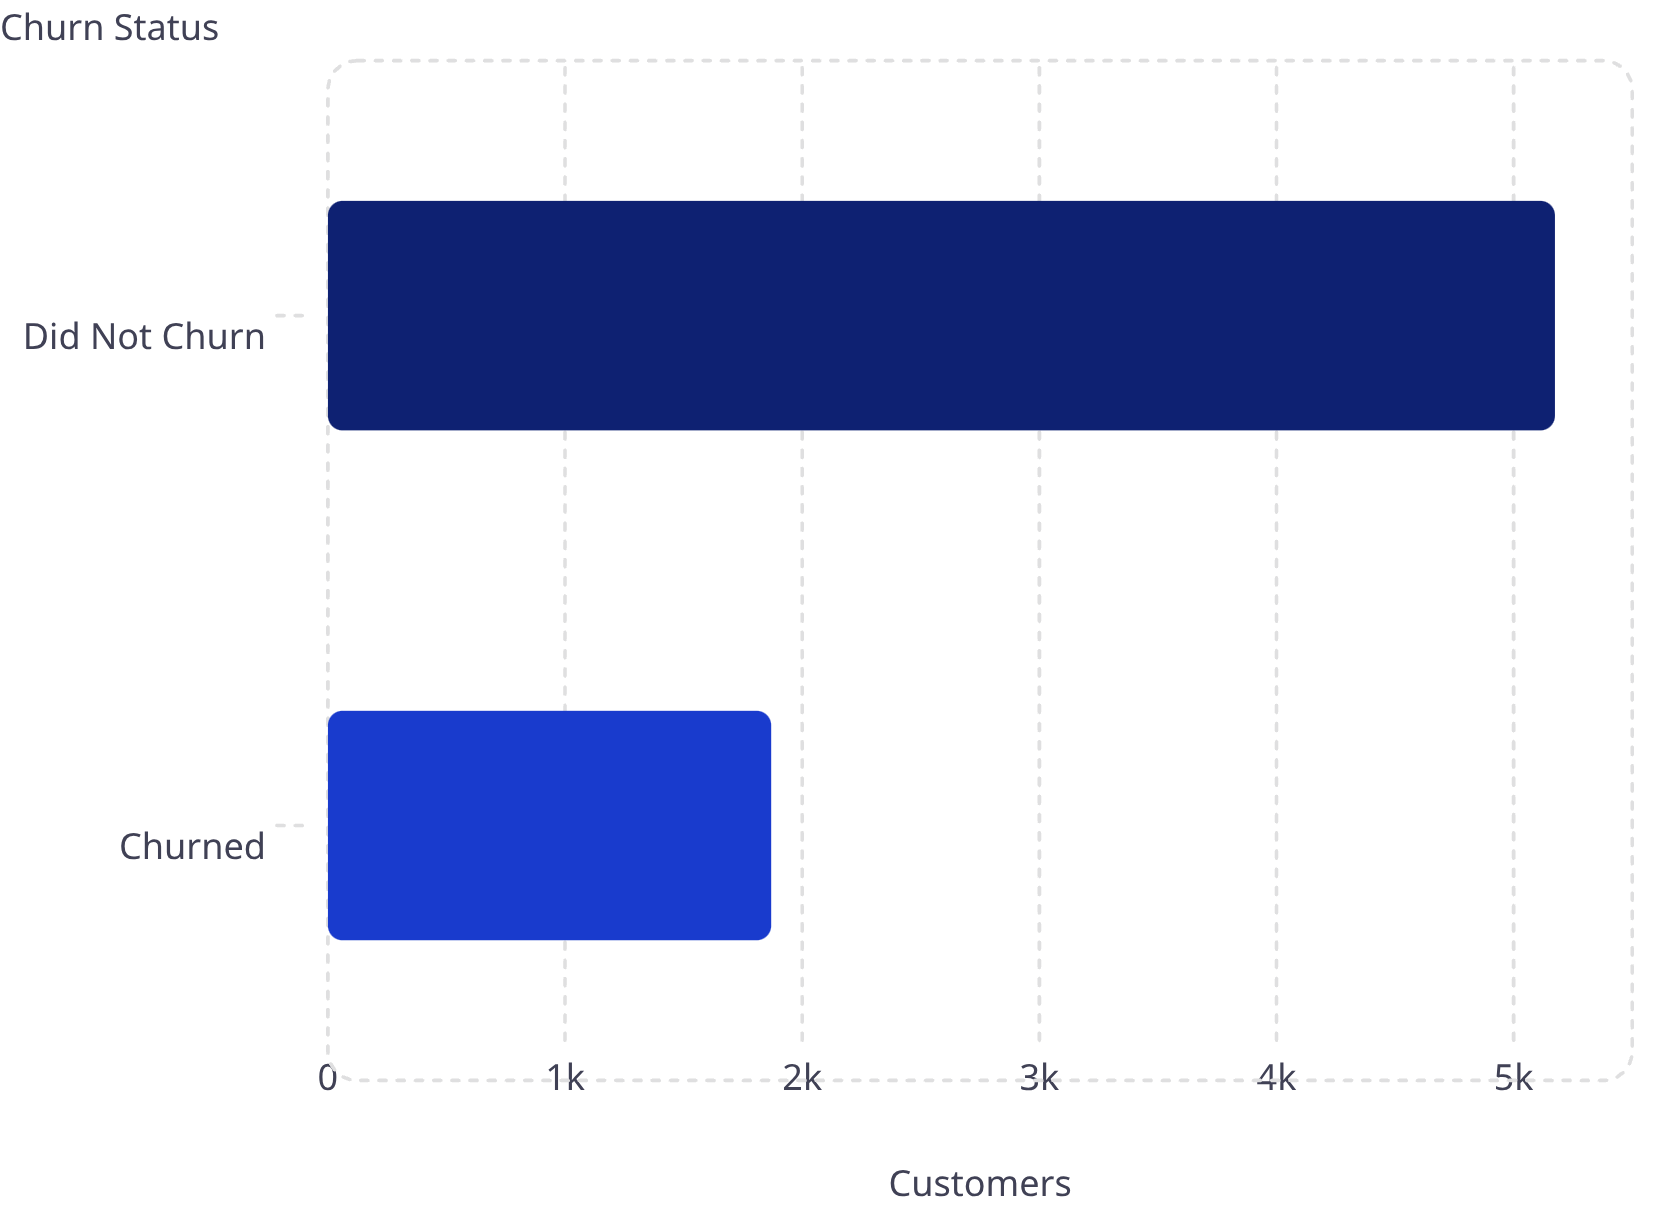 Churn Status
Did Not Churn
Churned
0 1k 2k 3k 4k 5k
Customers